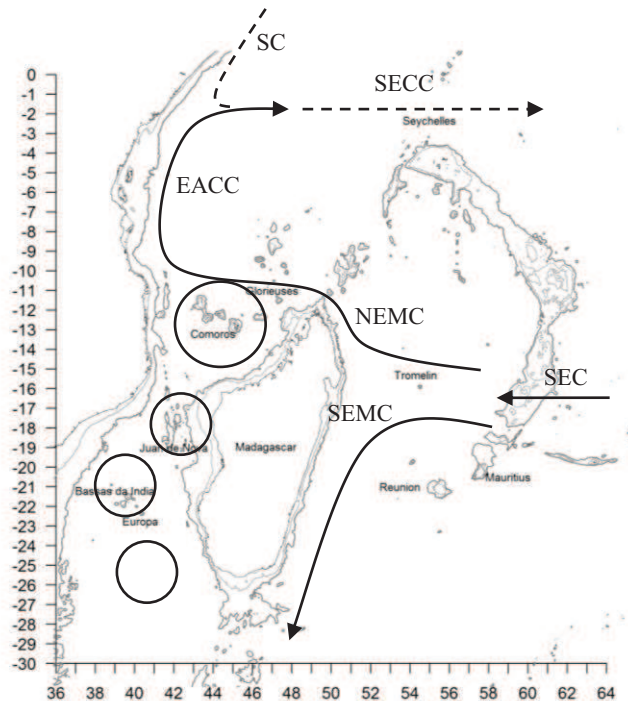 SC
0
SECC
-1
-2
Seychelles
-3
-4
EACC
-5
-6
-7
-8
-9
-10
Glorieuses
-11
NEMC
-12
-13
Comoros
-14
-15
SEC
Tromelin
-16
-17
SEMC
-18
Juan de Nova
Madagascar
-19
-20
Mauritius
-21
Bassas da India
Reunion
-22
Europa
-23
-24
-25
-26
-27
-28
-29
-30
36 38 40 42 44 46 48 50 52 54 56 58 60 62 64